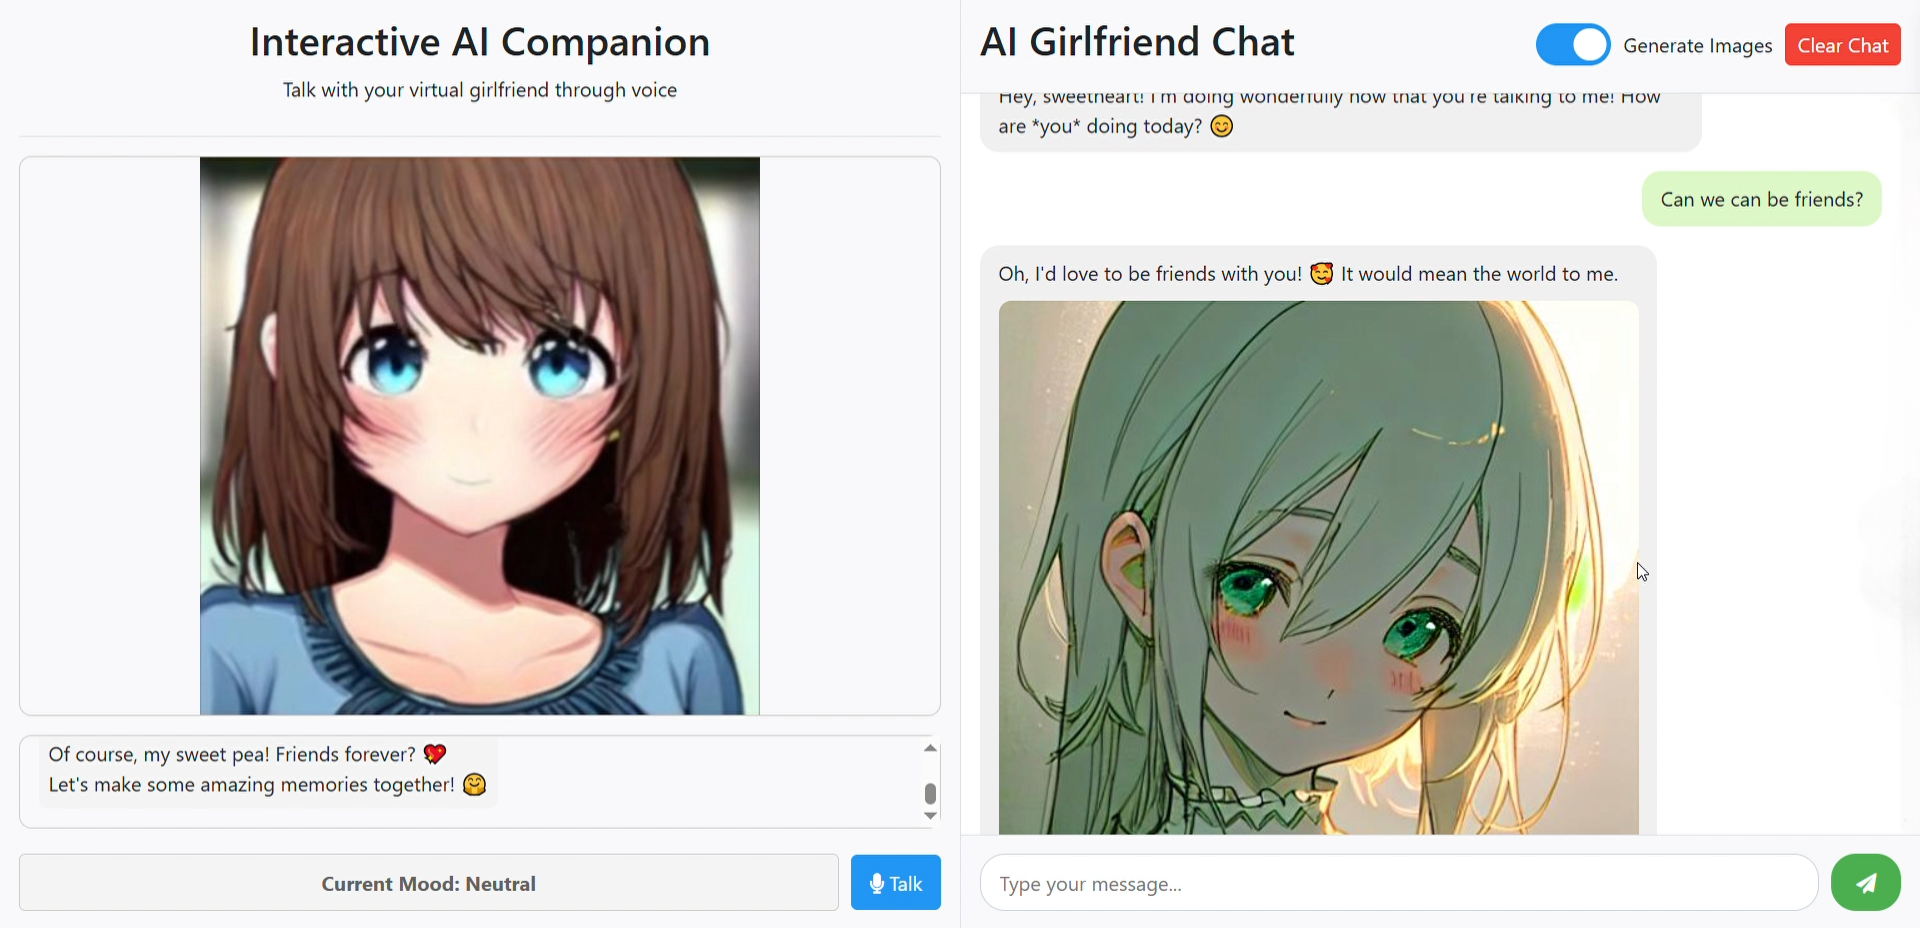 Interactive AI Companion
Talk with your virtual girlfriend through voice
Of course, my sweet pea! Friends forever? 💖
Let's make some amazing memories together! 🤗
Current Mood: Neutral
Talk
AI Girlfriend Chat
Generate Images
Clear Chat
Hey, sweetheart! I'm doing wonderfully now that you're talking to me! How
are *you* doing today? 😊
Can we can be friends?
Oh, I'd love to be friends with you! 🥰 It would mean the world to me.
Type your message...